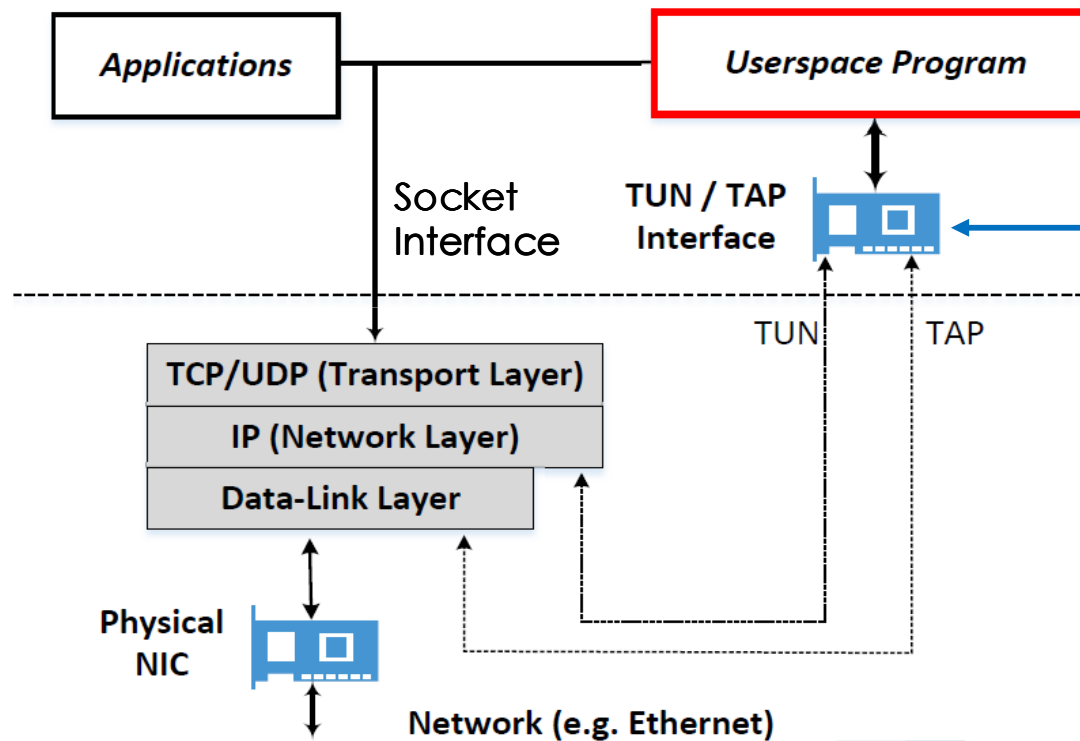 Applications
Userspace Program
Socket
Interface
TUN / TAP
Interface
TUN
TAP
TCP/UDP (Transport Layer)
IP (Network Layer)
Data-Link Layer
Physical
NIC
Network (e.g. Ethernet)